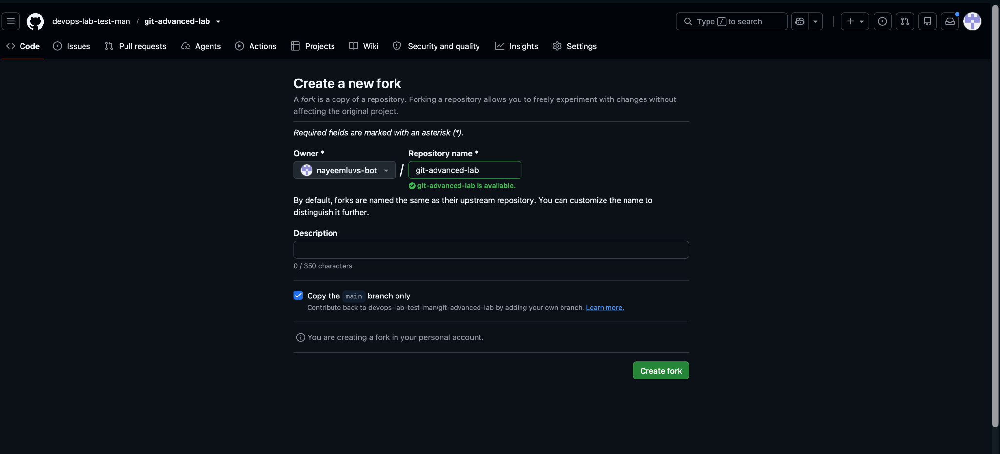 devops-lab-test-man / git-advanced-lab
Type / to search
Code Issues Pull requests Agents Actions Projects Wiki Security and quality Insights Settings
Create a new fork
A fork is a copy of a repository. Forking a repository allows you to freely experiment with changes without
affecting the original project.
Required fields are marked with an asterisk (*).
Owner * Repository name *
nayeemluvs-bot / git-advanced-lab
git-advanced-lab is available.
By default, forks are named the same as their upstream repository. You can customize the name to
distinguish it further.
Description
0 / 350 characters
Copy the main branch only
Contribute back to devops-lab-test-man/git-advanced-lab by adding your own branch. Learn more.
You are creating a fork in your personal account.
Create fork